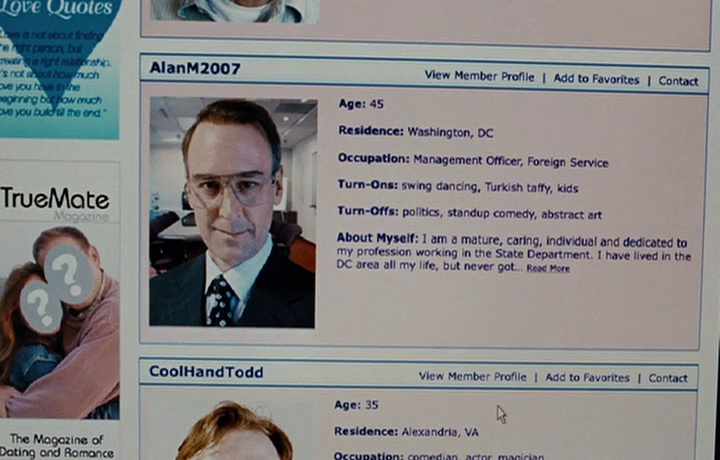 Love Quotes
Love is not about finding
the right person, but
creating a right relationship.
It's not about how much
love you have in the
beginning but how much
love you build till the end."
TrueMate
Magazine
?
?
The Magazine of
Dating and Romance
AlanM2007
View Member Profile | Add to Favorites | Contact
Age: 45
Residence: Washington, DC
Occupation: Management Officer, Foreign Service
Turn-Ons: swing dancing, Turkish taffy, kids
Turn-Offs: politics, standup comedy, abstract art
About Myself: I am a mature, caring, individual and dedicated to
my profession working in the State Department. I have lived in the
DC area all my life, but never got... Read More
CoolHandTodd
View Member Profile | Add to Favorites | Contact
Age: 35
Residence: Alexandria, VA
Occupation: comedian, actor, magician